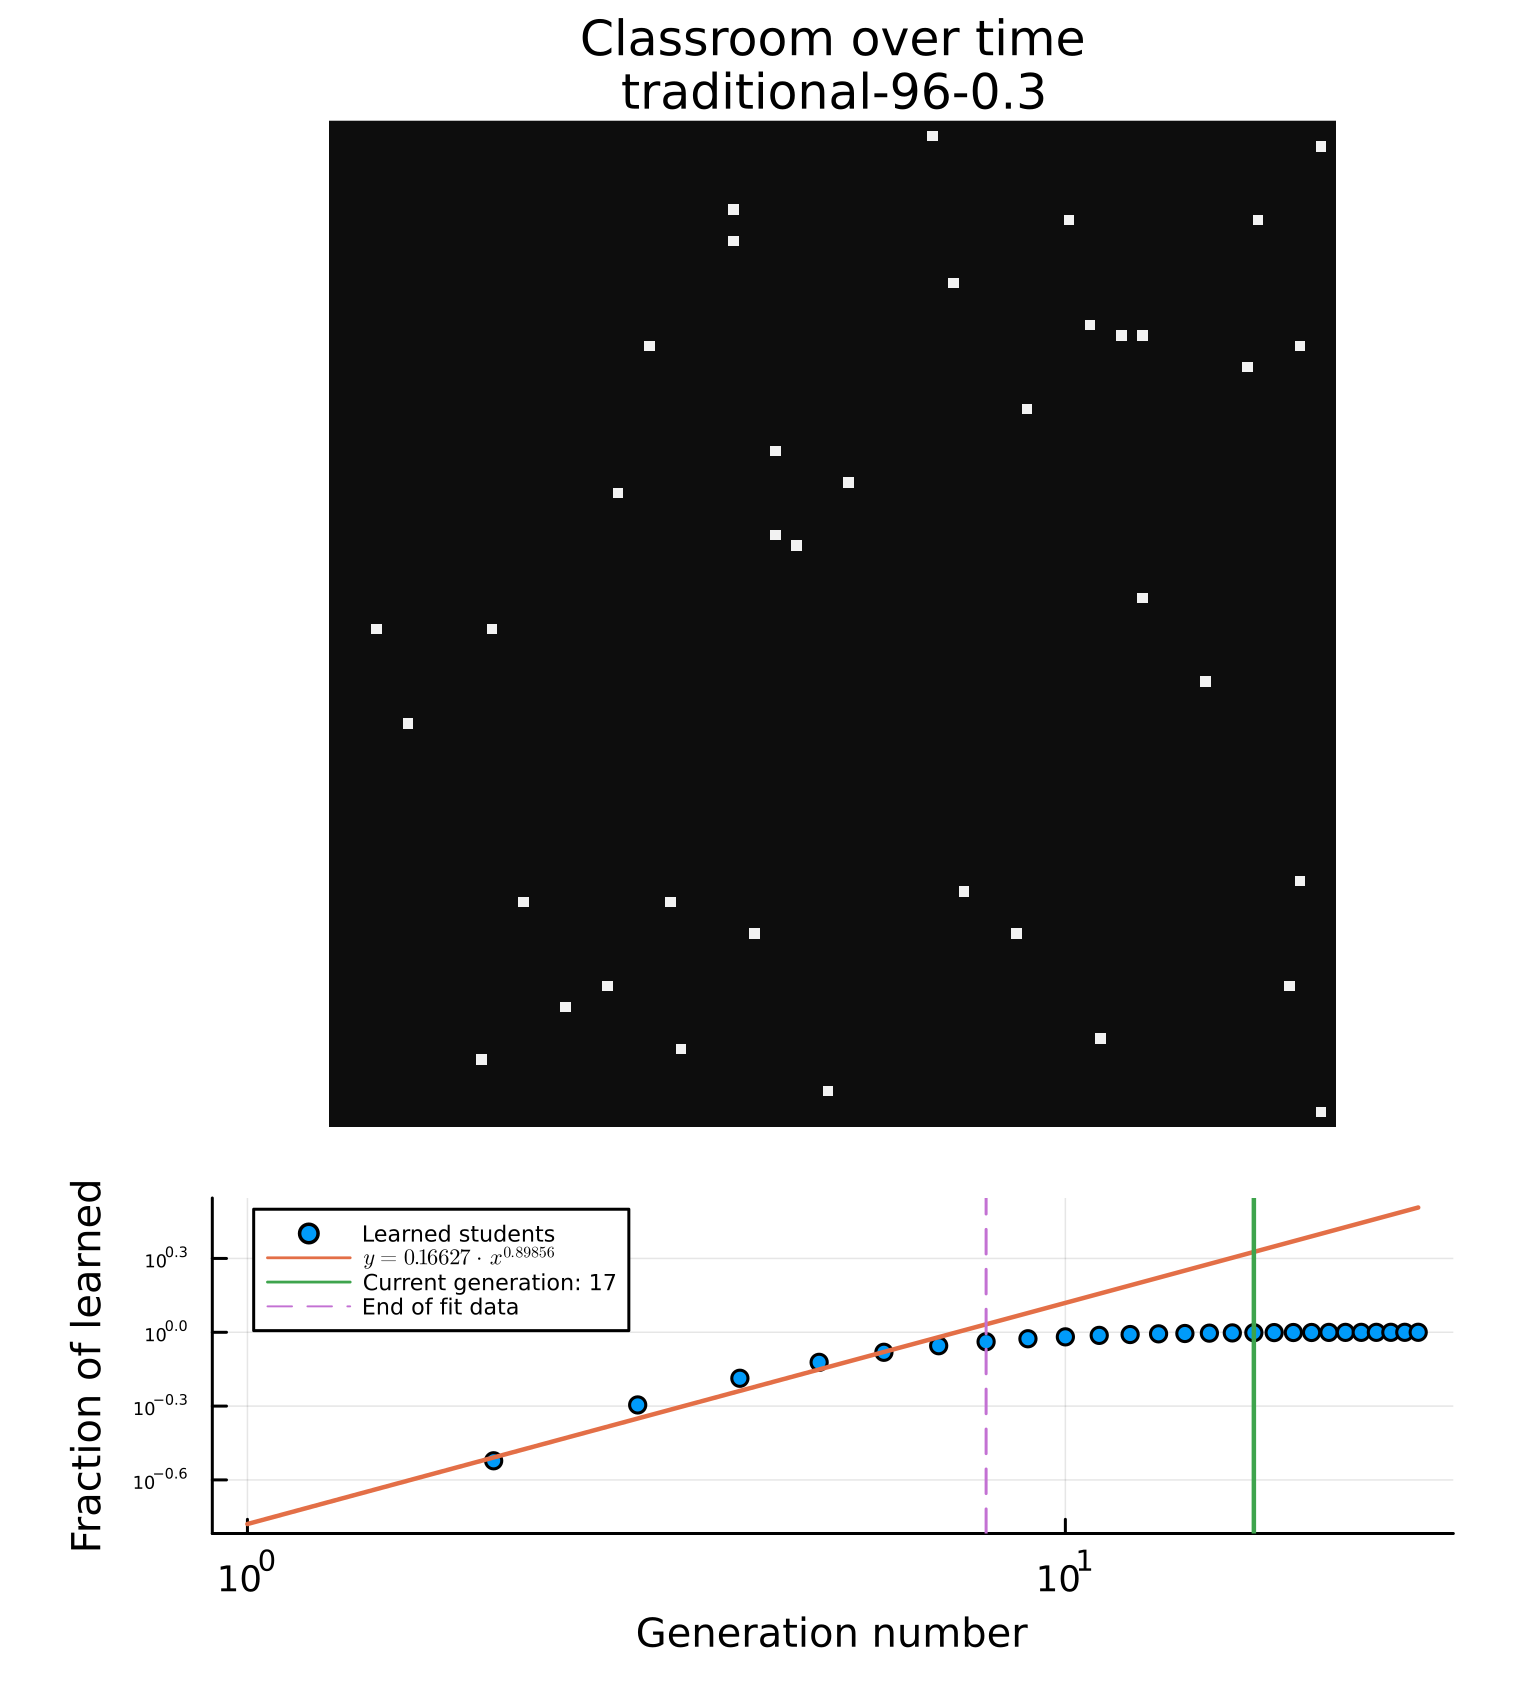 Classroom over time
traditional-96-0.3
Fraction of learned
10^0.3
10^0.0
10^−0.3
10^−0.6
Learned students
y = 0.16627 · x^0.89856
Current generation: 17
End of fit data
10^0 10^1
Generation number